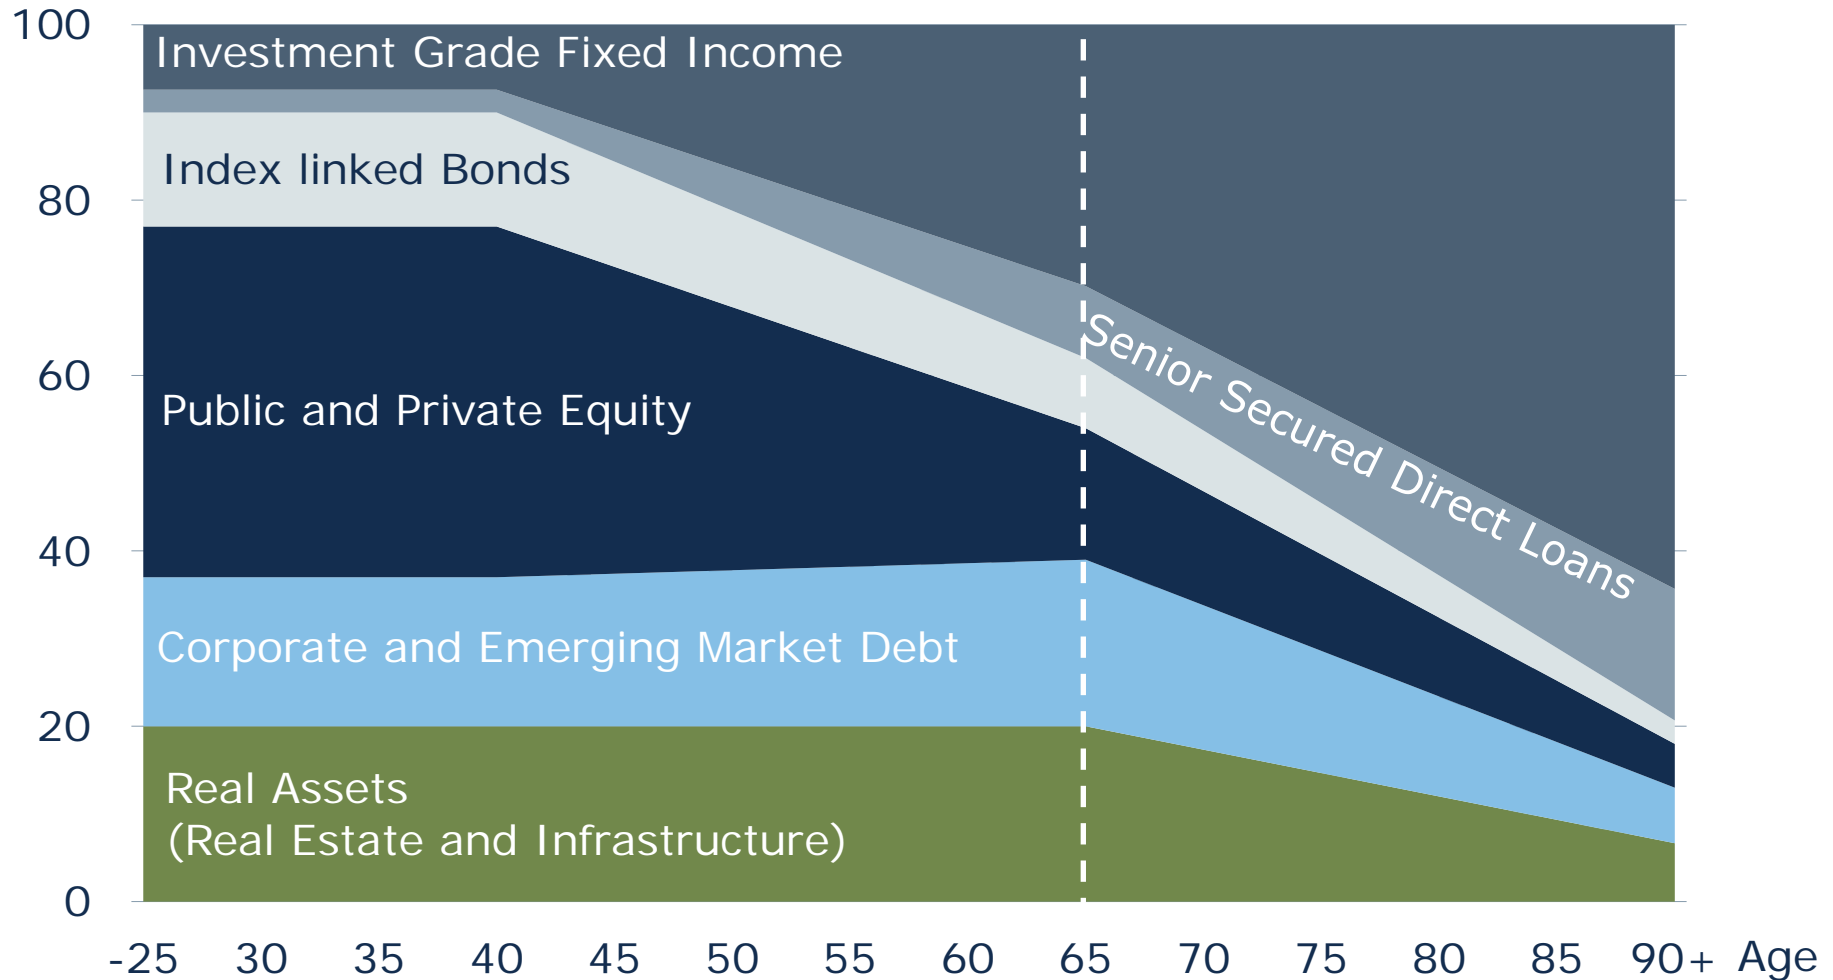 100
Investment Grade Fixed Income
Index linked Bonds
80
60
Senior Secured Direct Loans
Public and Private Equity
40
Corporate and Emerging Market Debt
20
Real Assets
(Real Estate and Infrastructure)
0
-25 30 35 40 45 50 55 60 65 70 75 80 85 90+ Age